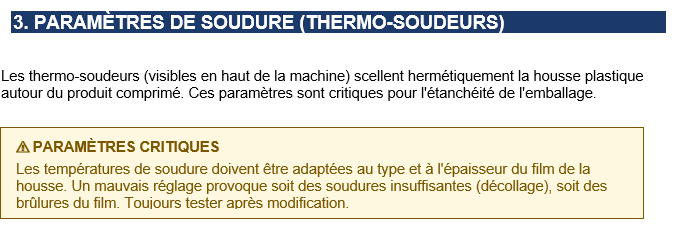 3. PARAMÈTRES DE SOUDURE (THERMO-SOUDEURS)
Les thermo-soudeurs (visibles en haut de la machine) scellent hermétiquement la housse plastique
autour du produit comprimé. Ces paramètres sont critiques pour l'étanchéité de l'emballage.
⚠ PARAMÈTRES CRITIQUES
Les températures de soudure doivent être adaptées au type et à l'épaisseur du film de la
housse. Un mauvais réglage provoque soit des soudures insuffisantes (décollage), soit des
brûlures du film. Toujours tester après modification.